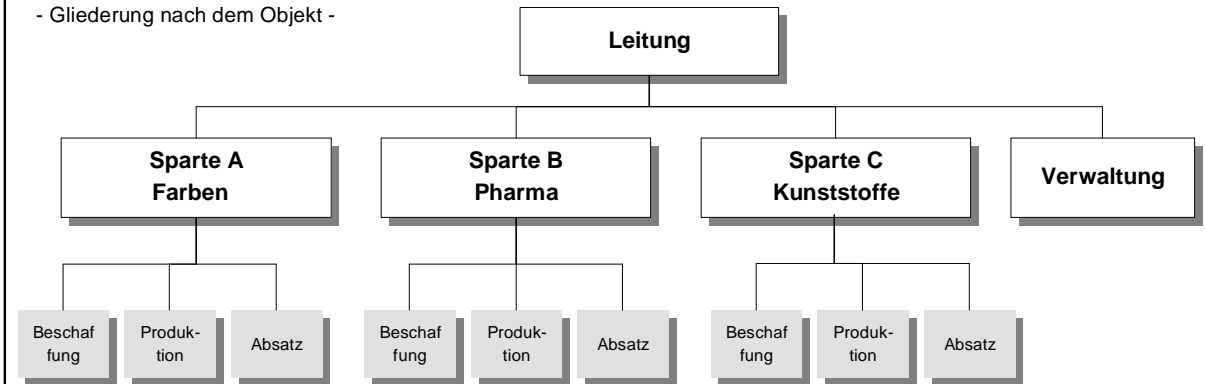 - Gliederung nach dem Objekt -
Leitung
Sparte A
Farben
Sparte B
Pharma
Sparte C
Kunststoffe
Verwaltung
Beschaf
fung
Produk-
tion
Absatz
Beschaf
fung
Produk-
tion
Absatz
Beschaf
fung
Produk-
tion
Absatz